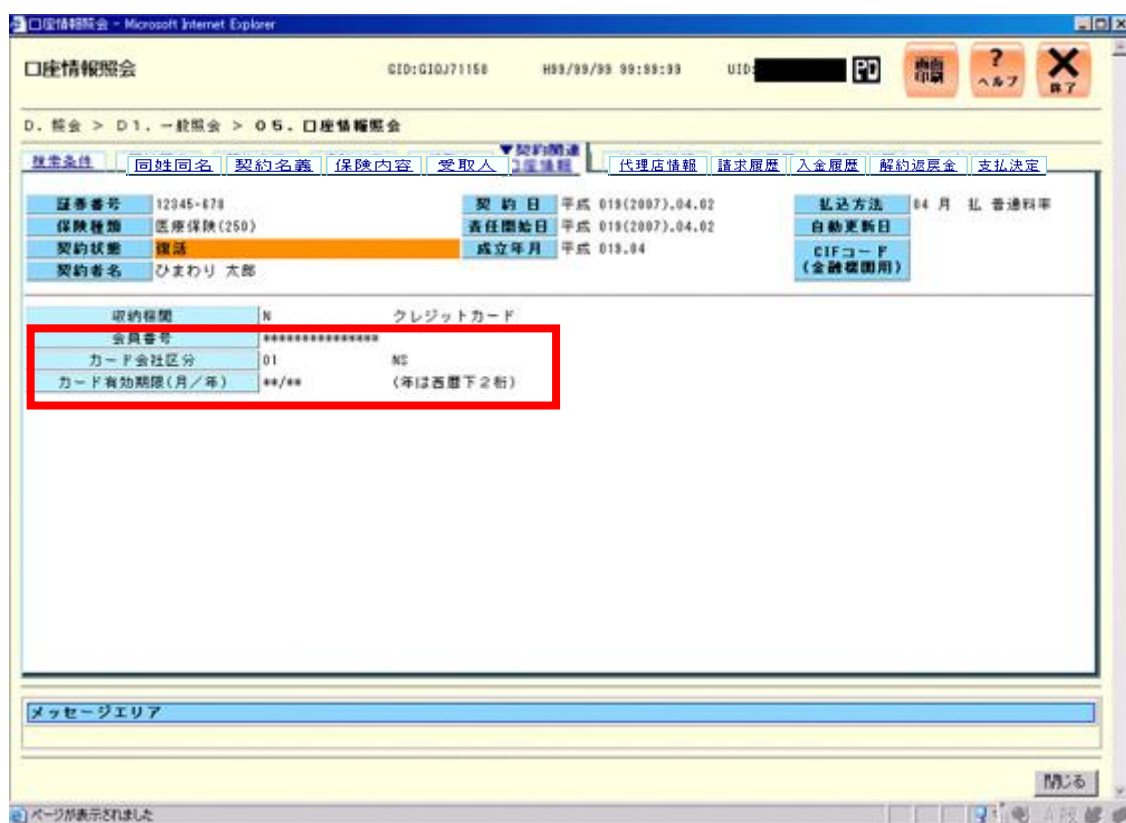 口座情報照会 - Microsoft Internet Explorer
口座情報照会 GID:GIQJ71150 H99/99/99 99:99:99 UID: PD 画面印刷 ? ヘルプ 終了
D. 照会 > D1. 一般照会 > 05. 口座情報照会
▼契約関連
検索条件 同姓同名 契約名義 保険内容 受取人 口座情報 代理店情報 請求履歴 入金履歴 解約返戻金 支払決定
証券番号 12345-678 契約日 平成 019(2007).04.02 払込方法 04 月 払 普通料率
保険種類 医療保険(250) 責任開始日 平成 019(2007).04.02 自動更新日
契約状態 復活 成立年月 平成 019.04 CIFコード
契約者名 ひまわり 太郎 (金融機関用)
収納機関 N クレジットカード
会員番号 ****************
カード会社区分 01 NS
カード有効期限(月/年) **/** (年は西暦下2桁)
メッセージエリア
閉じる
ページが表示されました